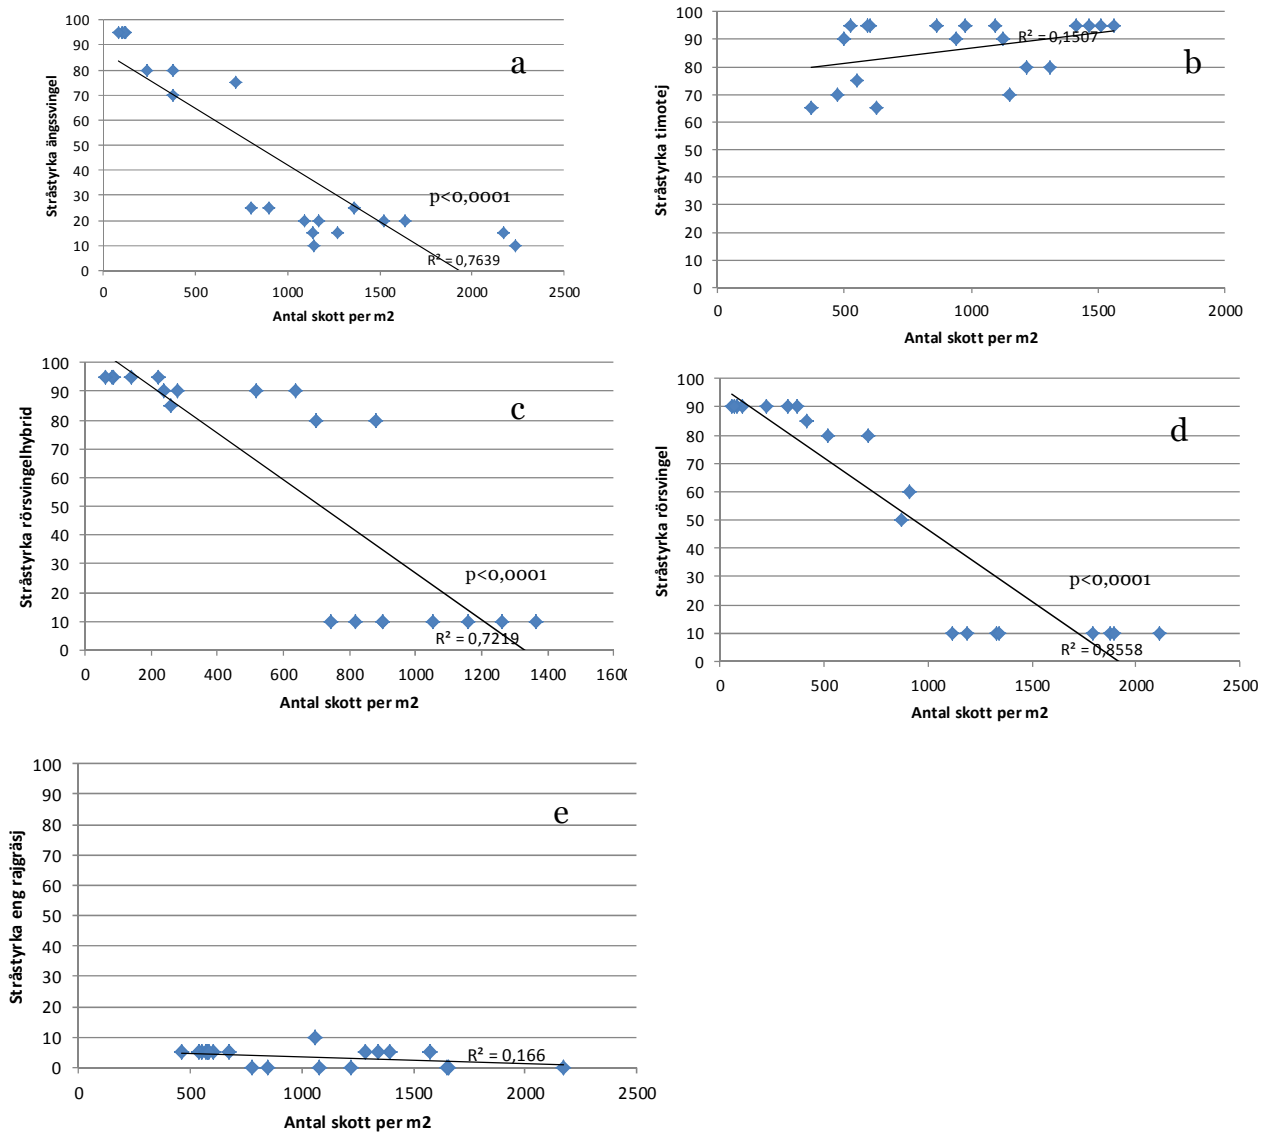 100
90
80
70
60
50
40
30
20
10
0
Stråstyrka ängssvingel
a
p<0,0001
R² = 0,7639
0 500 1000 1500 2000 2500
Antal skott per m2
100
90
80
70
60
50
40
30
20
10
0
Stråstyrka timotej
R² = 0,1507
b
0 500 1000 1500 2000
Antal skott per m2
100
90
80
70
60
50
40
30
20
10
0
Stråstyrka rörsvingelhybrid
c
p<0,0001
R² = 0,7219
0 200 400 600 800 1000 1200 1400 1600
Antal skott per m2
100
90
80
70
60
50
40
30
20
10
0
Stråstyrka rörsvingel
d
p<0,0001
R² = 0,8558
0 500 1000 1500 2000 2500
Antal skott per m2
100
90
80
70
60
50
40
30
20
10
0
Stråstyrka eng rajgräsj
e
R² = 0,166
0 500 1000 1500 2000 2500
Antal skott per m2